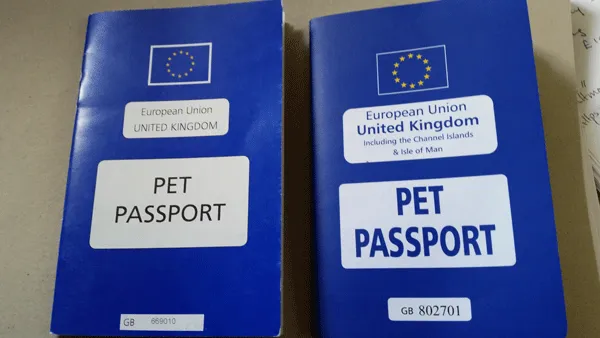 European Union
UNITED KINGDOM
PET
PASSPORT
GB 669010
European Union
United Kingdom
Including the Channel Islands
& Isle of Man
PET
PASSPORT
GB 802701